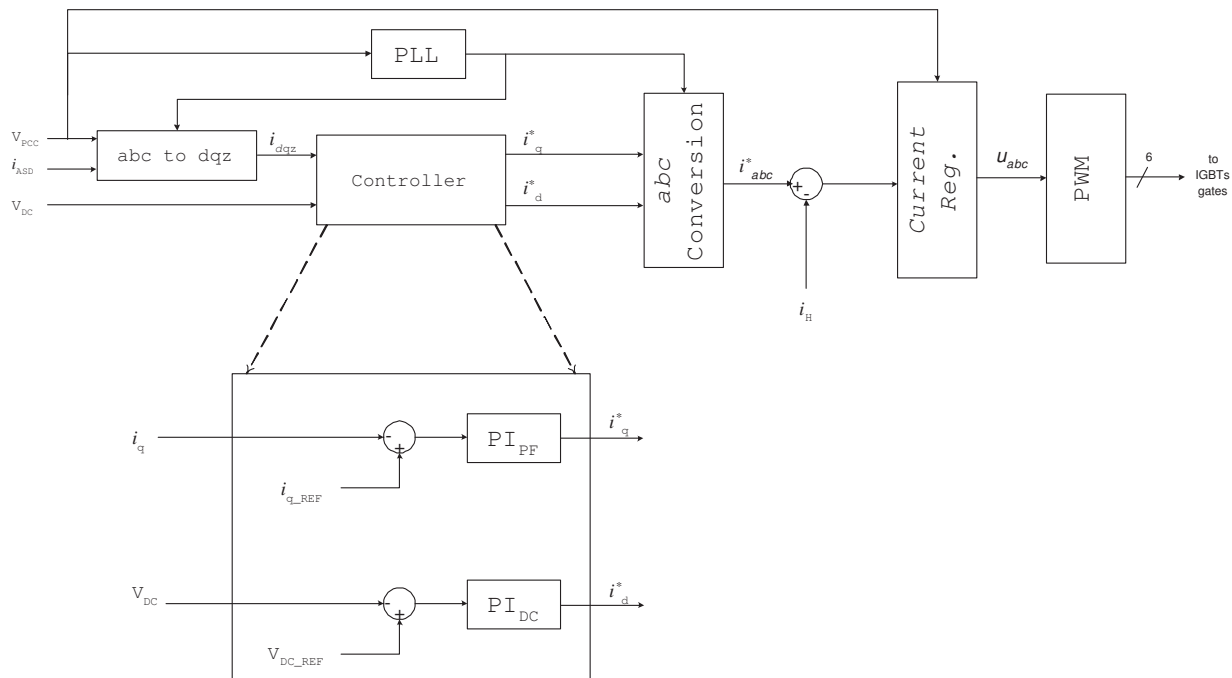 PLL
V_PCC
i_ASD
V_DC
abc to dqz
i_dqz
Controller
i*_q
i*_d
abc
Conversion
i*_abc
+
-
i_H
Current
Reg.
u_abc
PWM
6
to
IGBTs
gates
i_q
-
+
i_q_REF
PI_PF
i*_q
V_DC
-
+
V_DC_REF
PI_DC
i*_d